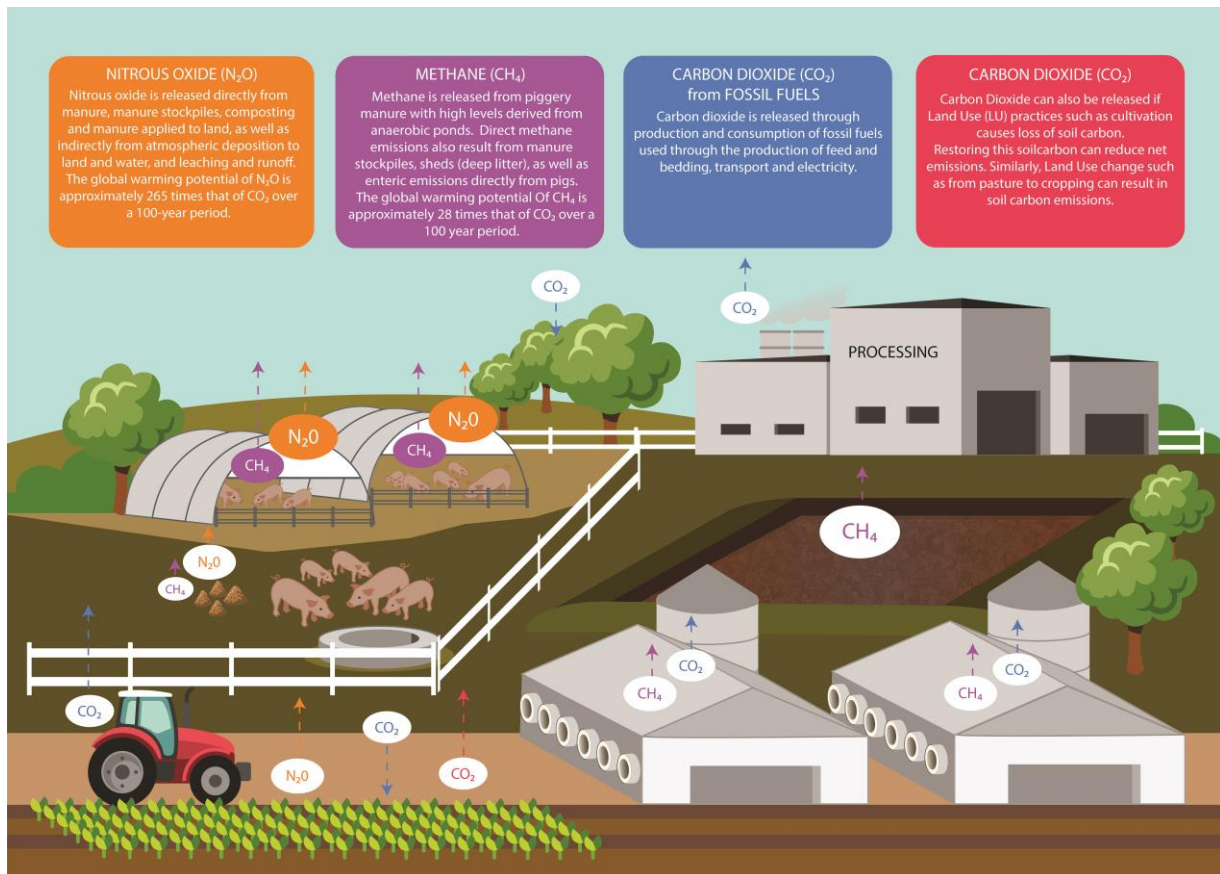 NITROUS OXIDE (N₂O)
Nitrous oxide is released directly from
manure, manure stockpiles, composting
and manure applied to land, as well as
indirectly from atmospheric deposition to
land and water, and leaching and runoff.
The global warming potential of N₂O is
approximately 265 times that of CO₂ over
a 100-year period.
METHANE (CH₄)
Methane is released from piggery
manure with high levels derived from
anaerobic ponds. Direct methane
emissions also result from manure
stockpiles, sheds (deep litter), as well as
enteric emissions directly from pigs.
The global warming potential Of CH₄ is
approximately 28 times that of CO₂ over a
100 year period.
CARBON DIOXIDE (CO₂)
from FOSSIL FUELS
Carbon dioxide is released through
production and consumption of fossil fuels
used through the production of feed and
bedding, transport and electricity.
CARBON DIOXIDE (CO₂)
Carbon Dioxide can also be released if
Land Use (LU) practices such as cultivation
causes loss of soil carbon.
Restoring this soilcarbon can reduce net
emissions. Similarly, Land Use change such
as from pasture to cropping can result in
soil carbon emissions.
CO₂
CO₂
PROCESSING
N₂0
N₂0
CH₄
CH₄
CH₄
N₂0
CH₄
CO₂
CO₂
CH₄
CH₄
CO₂
CO₂
N₂0
CO₂